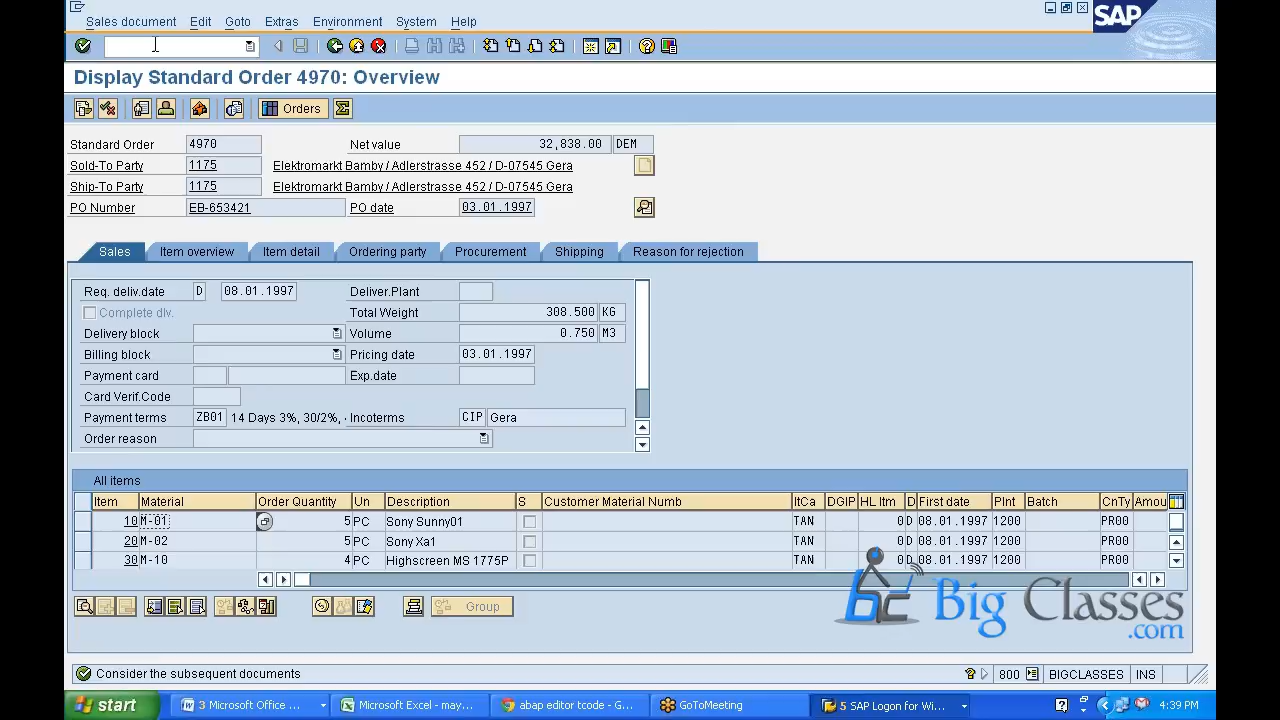 Sales document Edit Goto Extras Environment System Help
SAP
Display Standard Order 4970: Overview
Orders
Standard Order 4970 Net value 32,838.00 DEM
Sold-To Party 1175 Elektromarkt Bamby / Adlerstrasse 452 / D-07545 Gera
Ship-To Party 1175 Elektromarkt Bamby / Adlerstrasse 452 / D-07545 Gera
PO Number EB-653421 PO date 03.01.1997
Sales Item overview Item detail Ordering party Procurement Shipping Reason for rejection
Req. deliv.date D 08.01.1997 Deliver.Plant
Complete dlv. Total Weight 308.500 KG
Delivery block Volume 0.750 M3
Billing block Pricing date 03.01.1997
Payment card Exp.date
Card Verif.Code
Payment terms ZB01 14 Days 3%, 30/2%, . Incoterms CIP Gera
Order reason
All items
Item Material Order Quantity Un Description S Customer Material Numb ItCa DGIP HL Itm D First date Plnt Batch CnTy Amou
10 M-01 5 PC Sony Sunny01 TAN 0 D 08.01.1997 1200 PR00
20 M-02 5 PC Sony Xa1 TAN 0 D 08.01.1997 1200 PR00
30 M-10 4 PC Highscreen MS 1775P TAN 0 D 08.01.1997 1200 PR00
Group
bc Big Classes
.com
Consider the subsequent documents 800 BIGCLASSES INS
start 3 Microsoft Office ... Microsoft Excel - may... abap editor tcode - G... GoToMeeting 5 SAP Logon for Wi... 4:39 PM